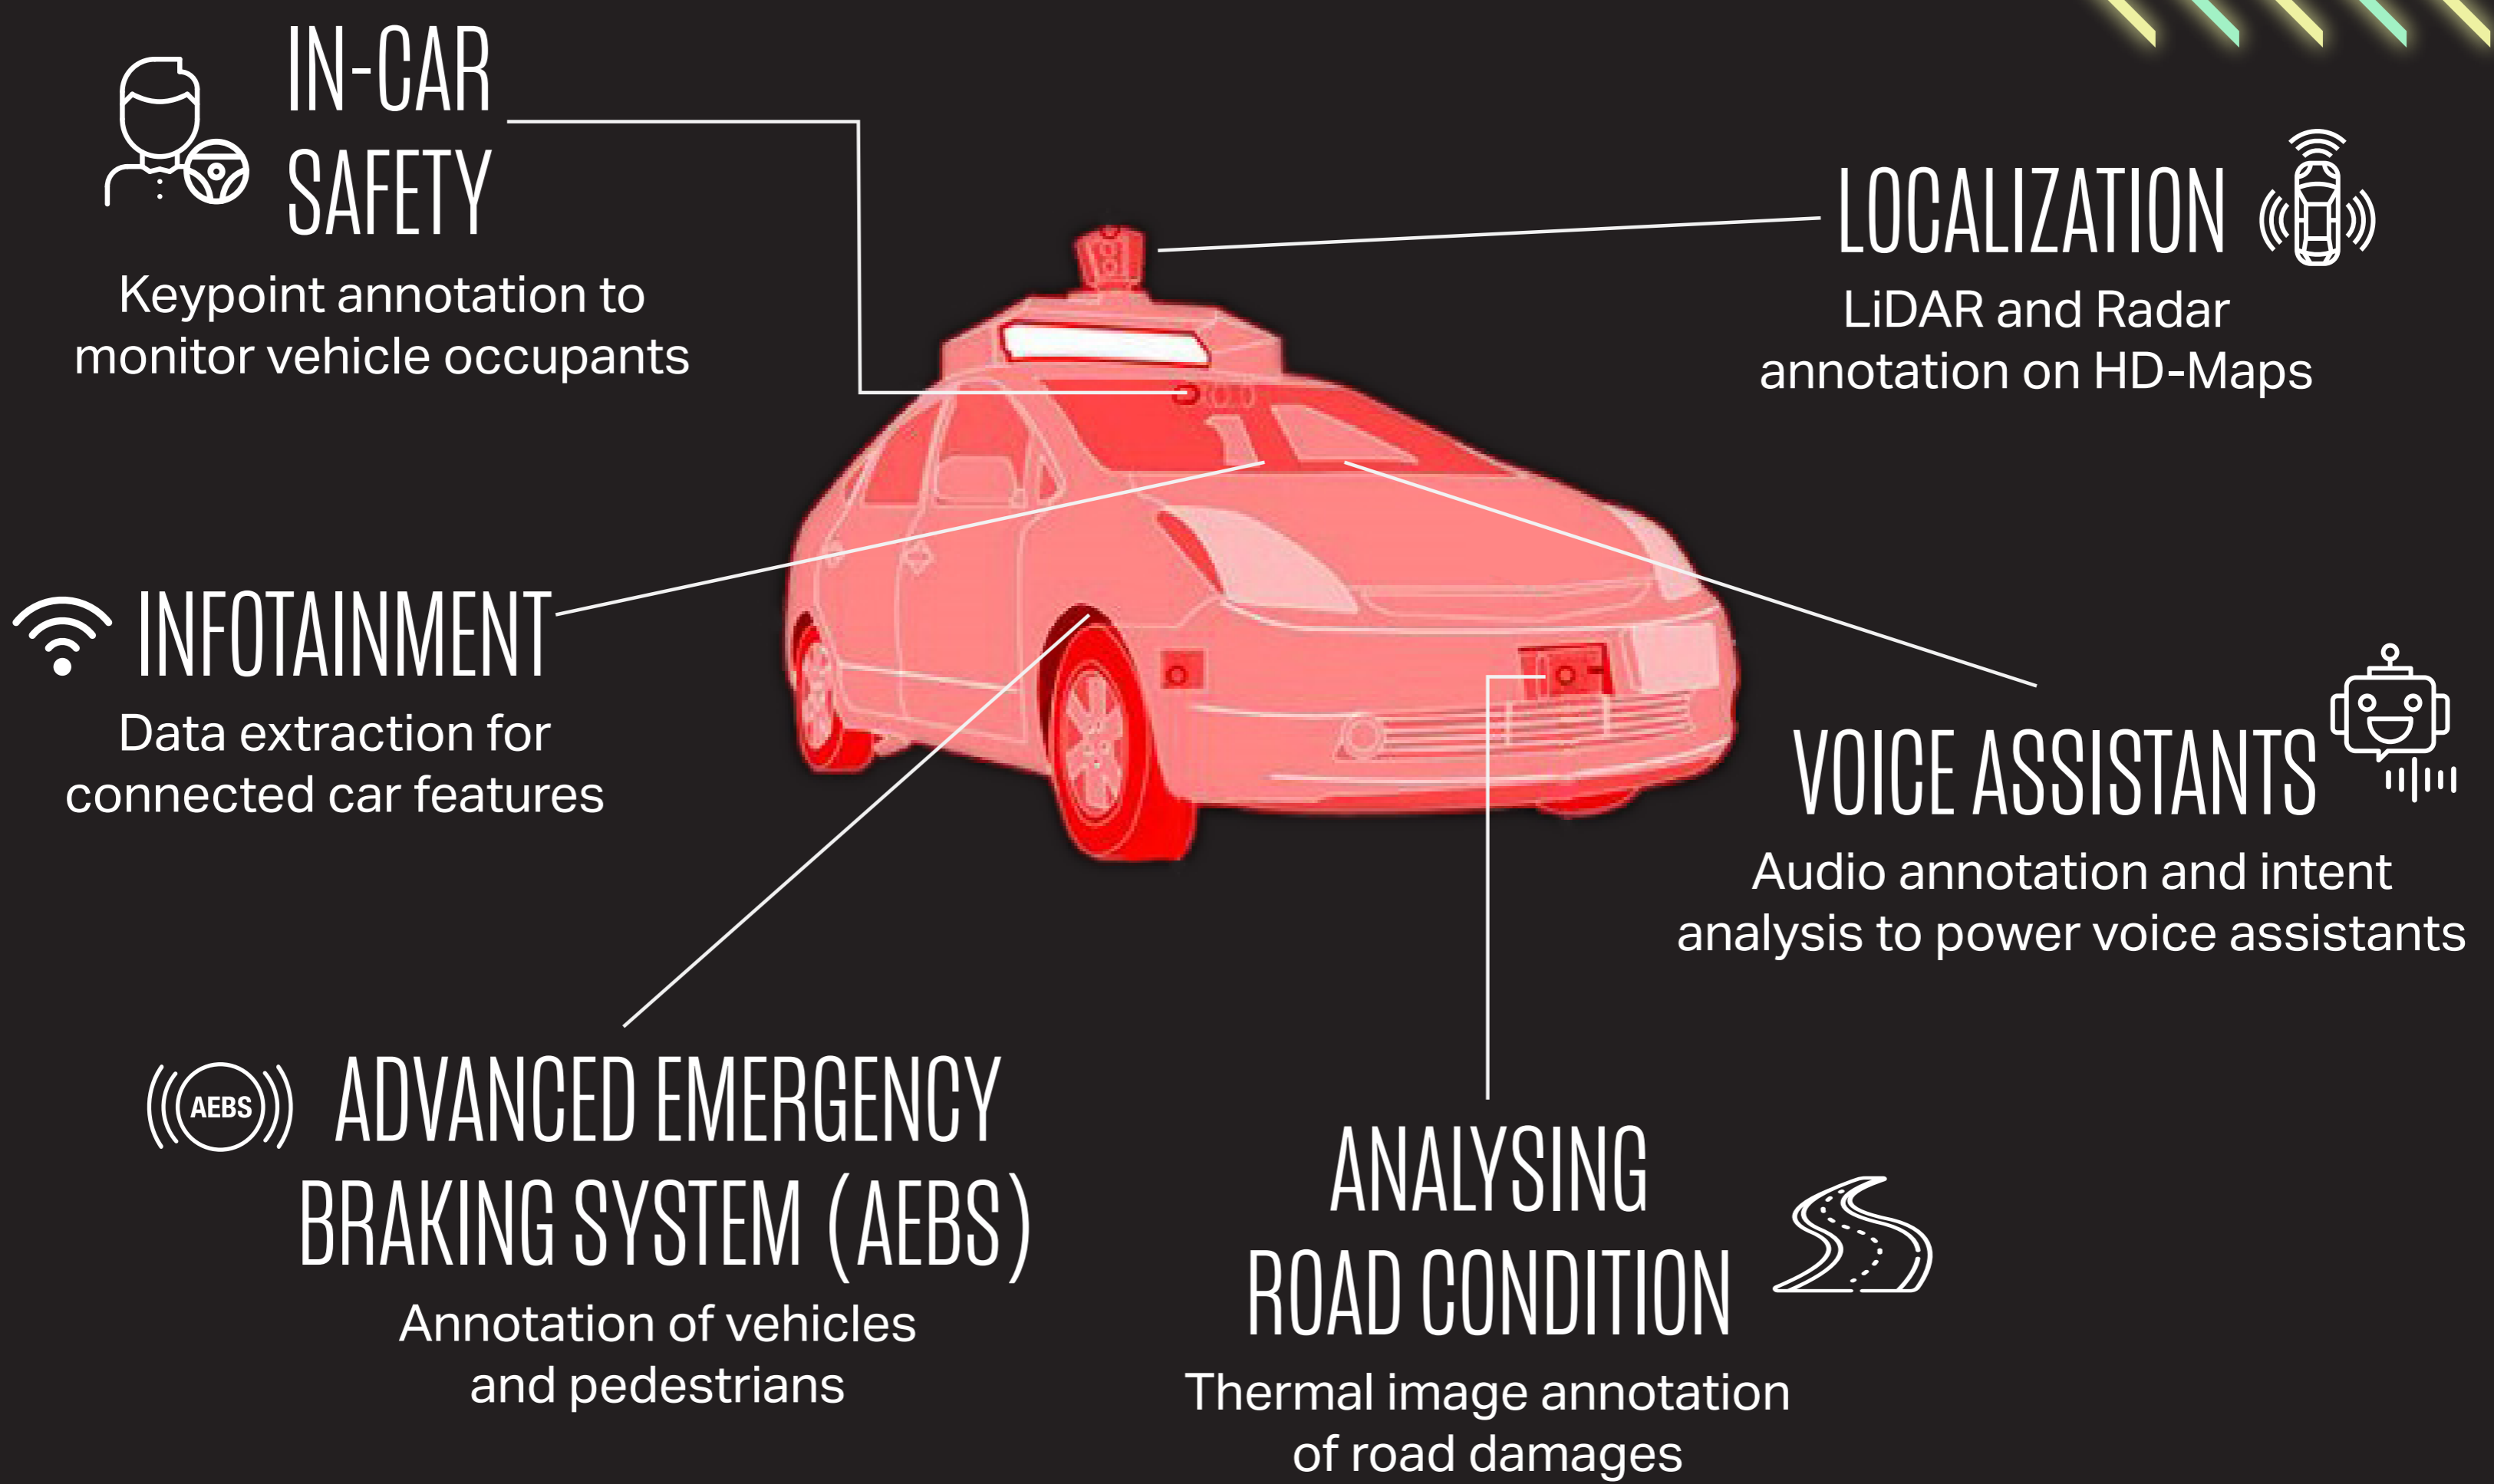 IN-CAR
SAFETY
Keypoint annotation to
monitor vehicle occupants
LOCALIZATION
LiDAR and Radar
annotation on HD-Maps
INFOTAINMENT
Data extraction for
connected car features
VOICE ASSISTANTS
Audio annotation and intent
analysis to power voice assistants
AEBS
ADVANCED EMERGENCY
BRAKING SYSTEM (AEBS)
Annotation of vehicles
and pedestrians
ANALYSING
ROAD CONDITION
Thermal image annotation
of road damages